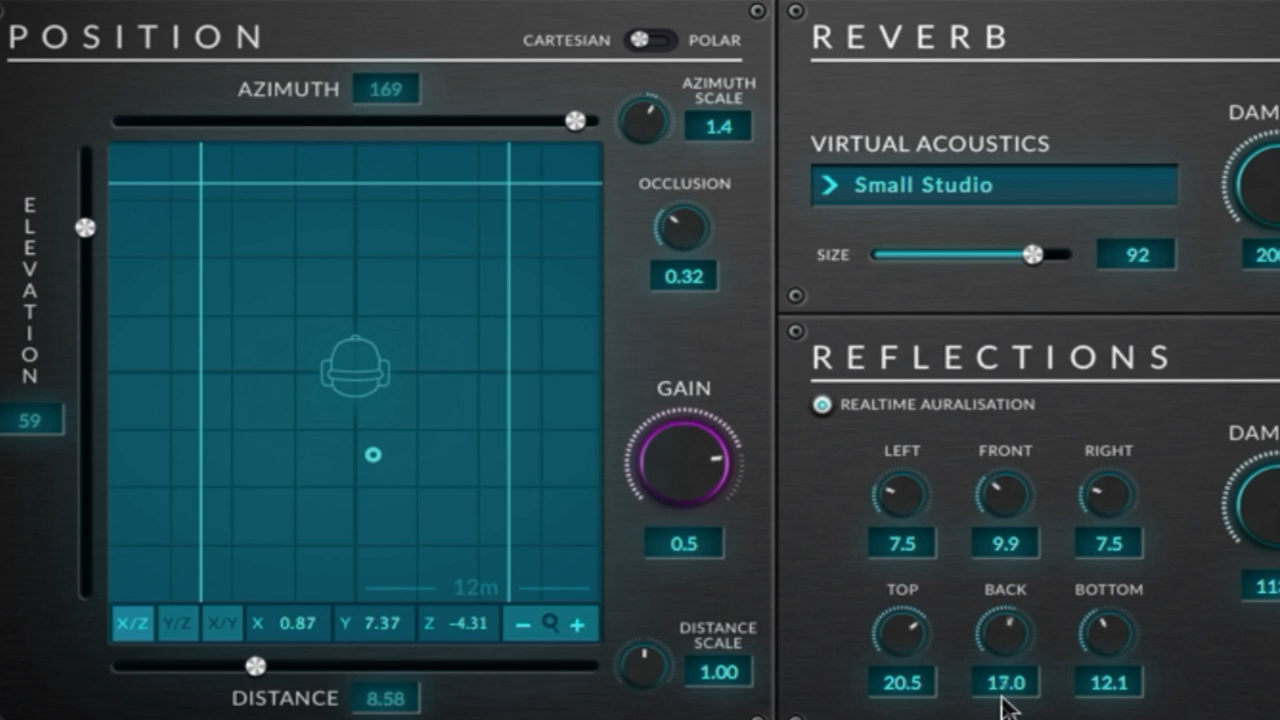 POSITION
CARTESIAN POLAR
AZIMUTH 169
AZIMUTH
SCALE
1.4
OCCLUSION
0.32
ELEVATION
59
GAIN
0.5
12m
X/Z Y/Z X/Y X 0.87 Y 7.37 Z -4.31 − +
DISTANCE
SCALE
1.00
DISTANCE 8.58
REVERB
VIRTUAL ACOUSTICS
Small Studio
SIZE 92
DAM
REFLECTIONS
REALTIME AURALISATION
LEFT FRONT RIGHT
7.5 9.9 7.5
TOP BACK BOTTOM
20.5 17.0 12.1
DAM